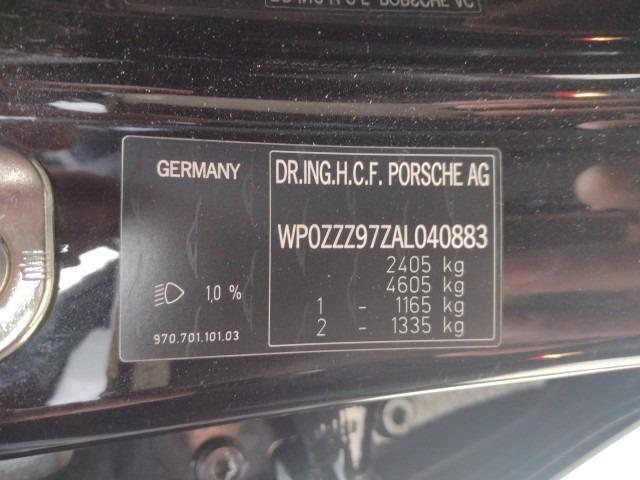 GERMANY
1,0 %
970.701.101.03
DR.ING.H.C.F. PORSCHE AG
WP0ZZZ97ZAL040883
2405 kg
4605 kg
1 - 1165 kg
2 - 1335 kg